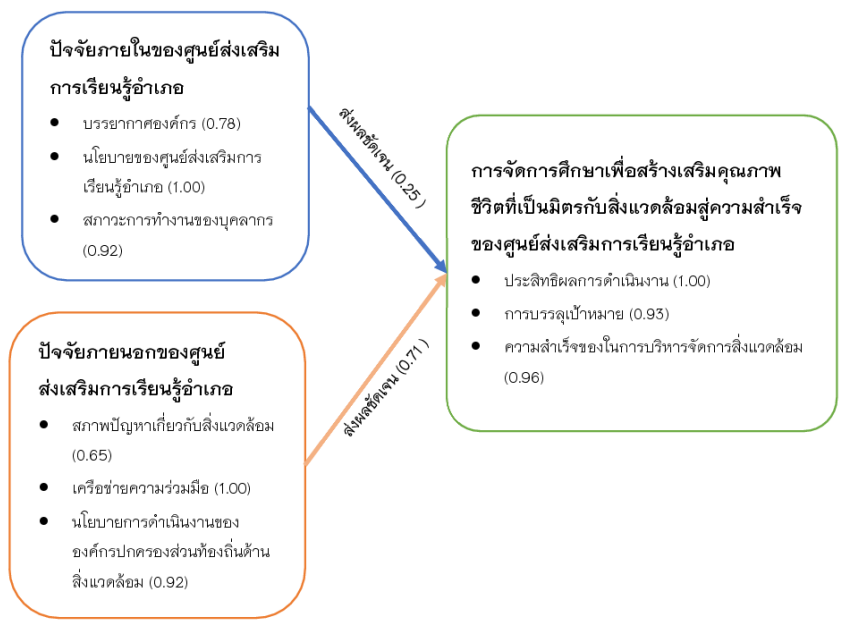 ปัจจัยภายในของศูนย์ส่งเสริม
การเรียนรู้อำเภอ
● บรรยากาศองค์กร (0.78)
● นโยบายของศูนย์ส่งเสริมการ
เรียนรู้อำเภอ (1.00)
● สภาวะการทำงานของบุคลากร
(0.92)
ส่งผลชัดเจน (0.25 )
การจัดการศึกษาเพื่อสร้างเสริมคุณภาพ
ชีวิตที่เป็นมิตรกับสิ่งแวดล้อมสู่ความสำเร็จ
ของศูนย์ส่งเสริมการเรียนรู้อำเภอ
● ประสิทธิผลการดำเนินงาน (1.00)
● การบรรลุเป้าหมาย (0.93)
● ความสำเร็จของในการบริหารจัดการสิ่งแวดล้อม
(0.96)
ปัจจัยภายนอกของศูนย์
ส่งเสริมการเรียนรู้อำเภอ
● สภาพปัญหาเกี่ยวกับสิ่งแวดล้อม
(0.65)
● เครือข่ายความร่วมมือ (1.00)
● นโยบายการดำเนินงานของ
องค์กรปกครองส่วนท้องถิ่นด้าน
สิ่งแวดล้อม (0.92)
ส่งผลชัดเจน (0.71 )